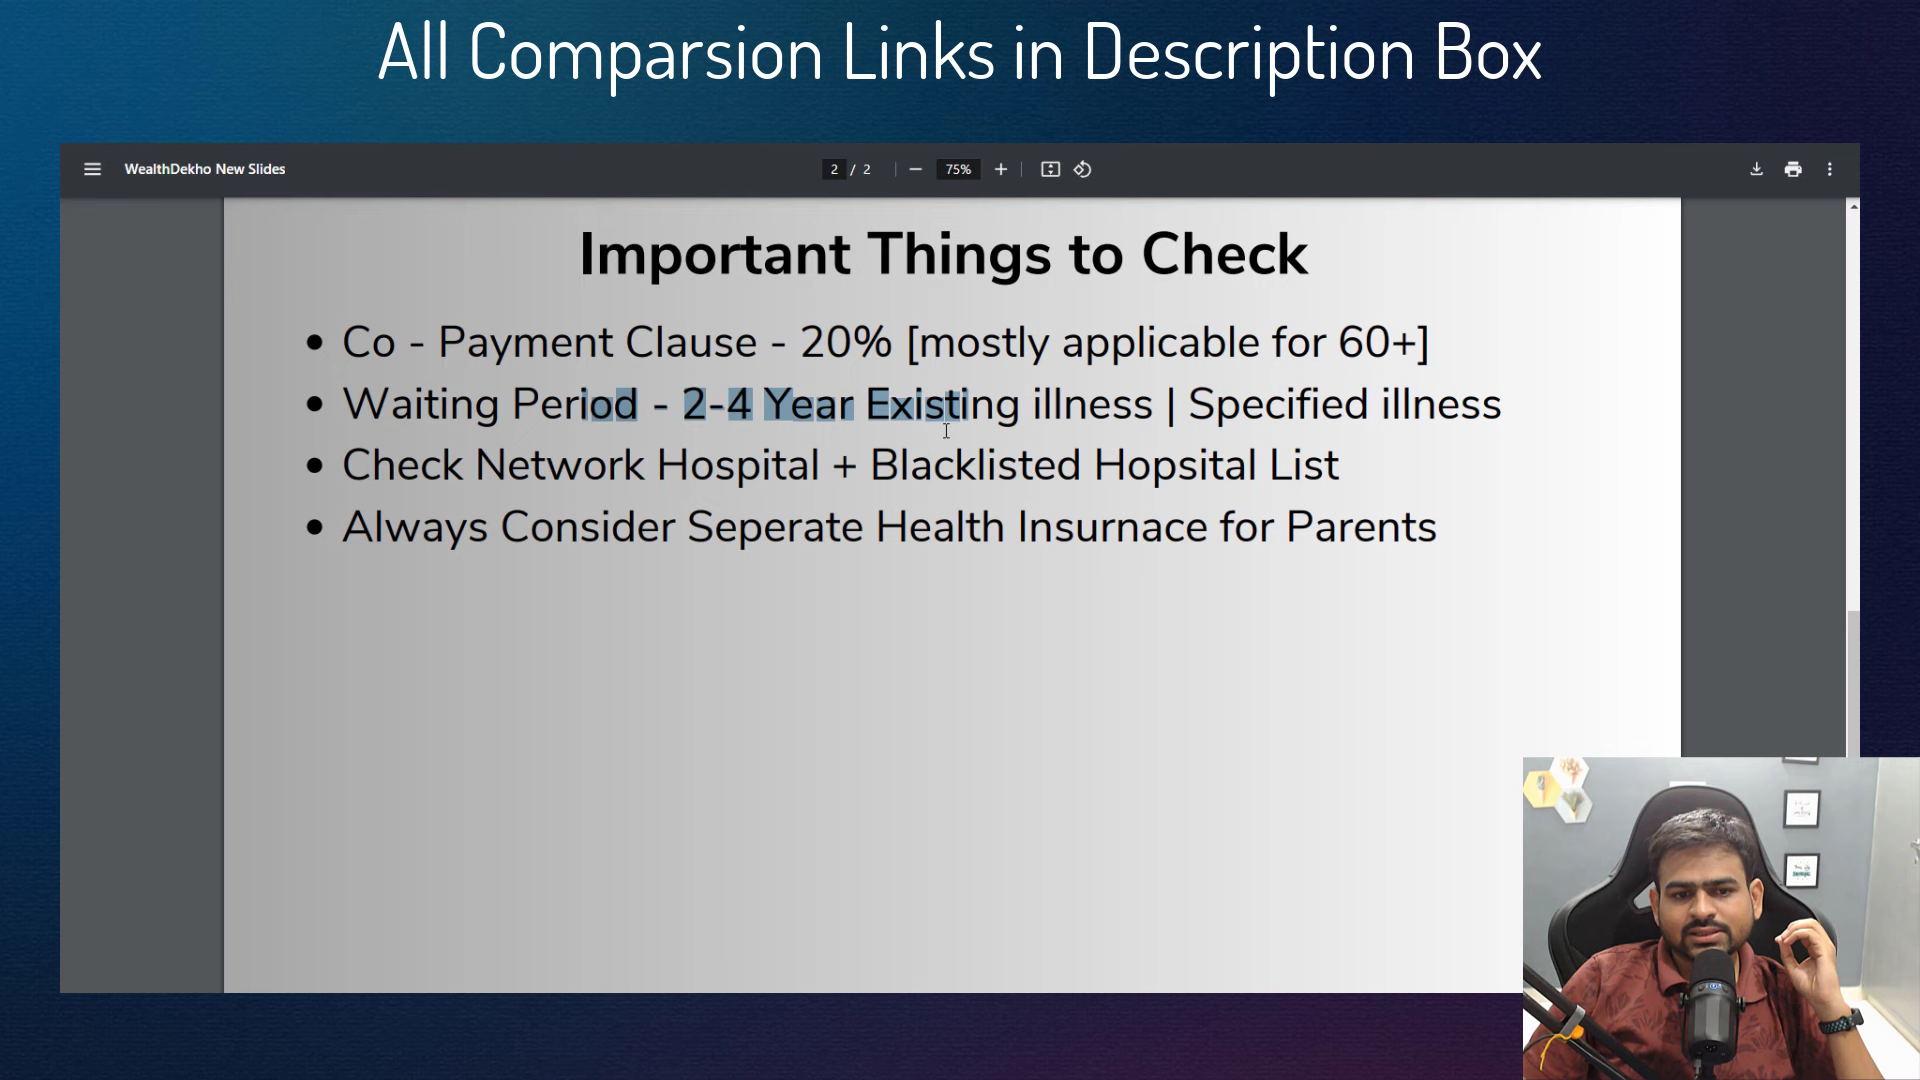 All Comparsion Links in Description Box
WealthDekho New Slides
2 / 2
75%
Important Things to Check
• Co - Payment Clause - 20% [mostly applicable for 60+]
• Waiting Period - 2-4 Year Existing illness | Specified illness
• Check Network Hospital + Blacklisted Hopsital List
• Always Consider Seperate Health Insurnace for Parents